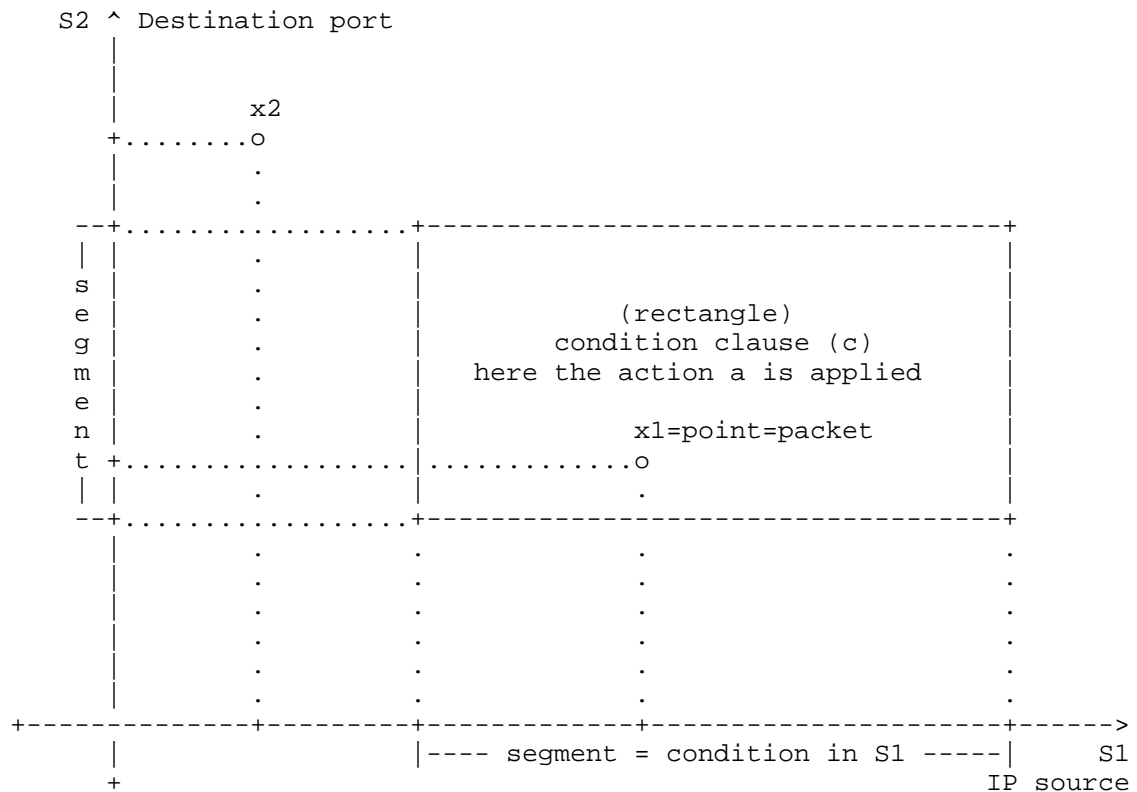 S2 ^ Destination port
x2
+........o
--+..................+-----------------------------------+
segment
(rectangle)
condition clause (c)
here the action a is applied
x1=point=packet
+..................|.............o
--+..................+-----------------------------------+
+-------------+---------+-------------+----------------------+------>
|---- segment = condition in S1 -----| S1
+ IP source